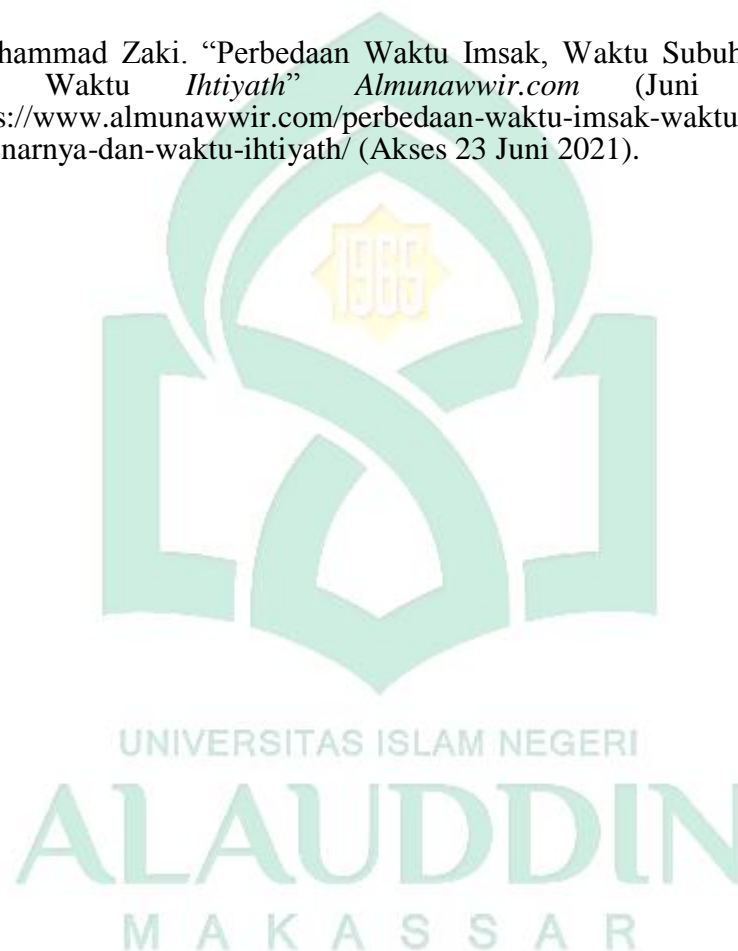 hammad Zaki. “Perbedaan Waktu Imsak, Waktu Subuh
Waktu Ihtiyath” Almunawwir.com (Juni
s://www.almunawwir.com/perbedaan-waktu-imsak-waktu
narnya-dan-waktu-ihtiyath/ (Akses 23 Juni 2021).
1965
UNIVERSITAS ISLAM NEGERI
ALAUDDIN
MAKASSAR